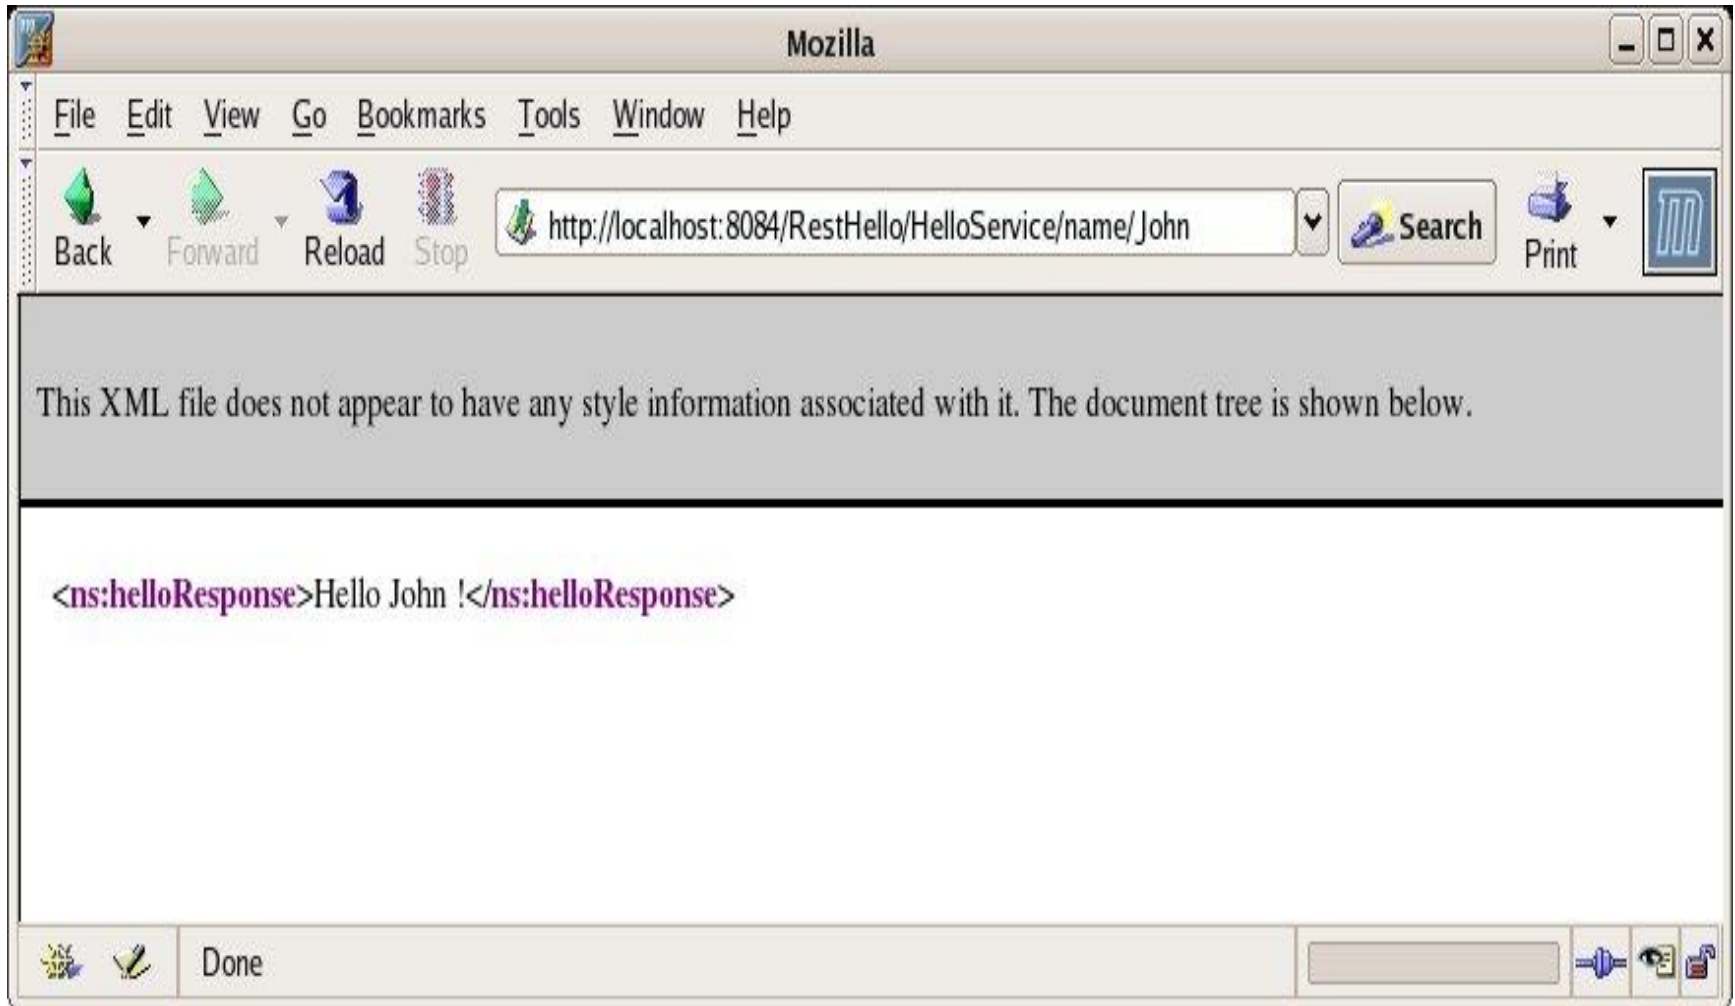 Mozilla
File Edit View Go Bookmarks Tools Window Help
Back Forward Reload Stop http://localhost:8084/RestHello/HelloService/name/John Search Print
This XML file does not appear to have any style information associated with it. The document tree is shown below.
<ns:helloResponse>Hello John !</ns:helloResponse>
Done